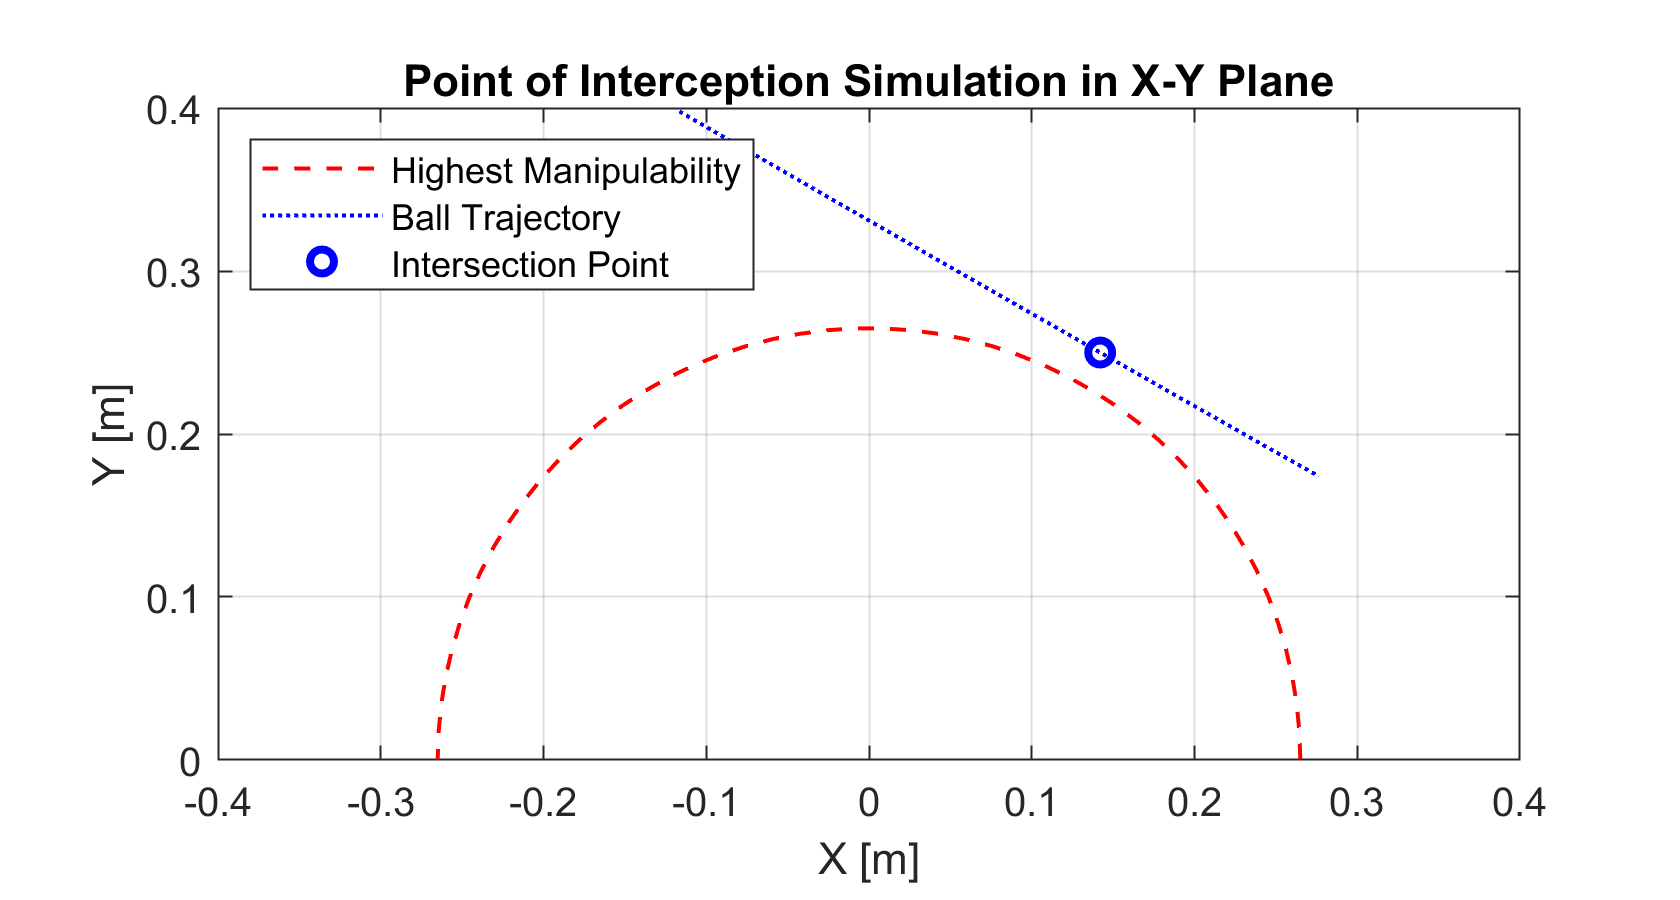 Point of Interception Simulation in X-Y Plane
0.4
Highest Manipulability
Ball Trajectory
Intersection Point
0.3
0.2
0.1
0
Y [m]
-0.4 -0.3 -0.2 -0.1 0 0.1 0.2 0.3 0.4
X [m]